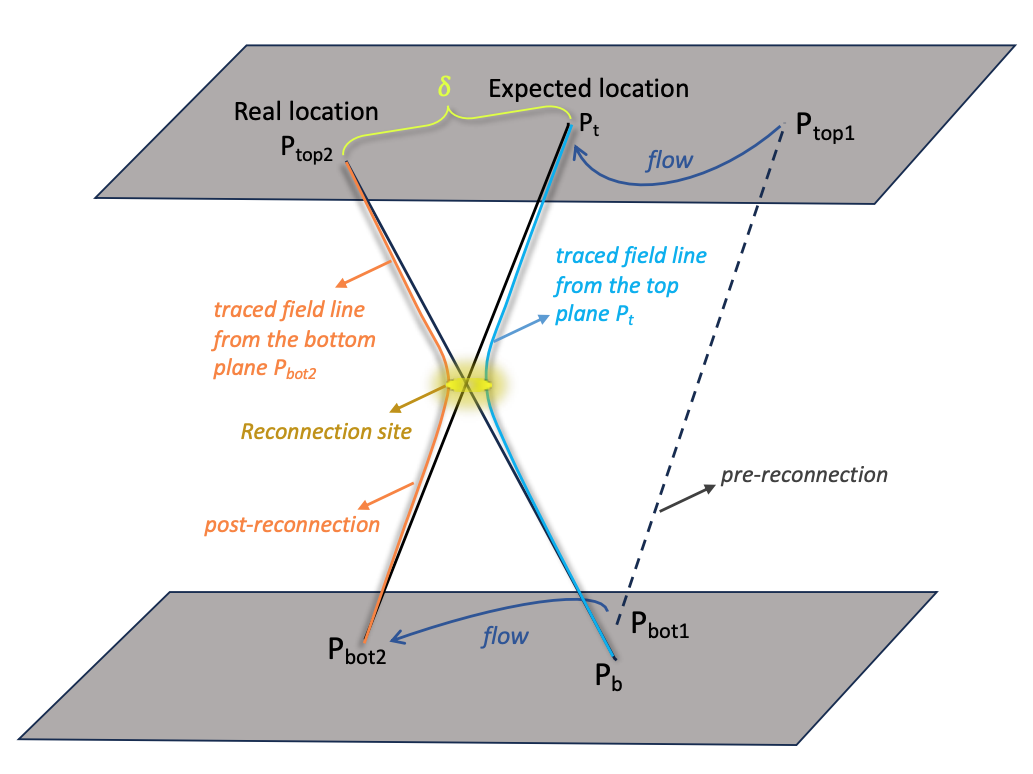 δ
Expected location
Real location
P_top2
P_t
P_top1
flow
traced field line
from the top
plane P_t
traced field line
from the bottom
plane P_bot2
Reconnection site
pre-reconnection
post-reconnection
flow
P_bot1
P_bot2
P_b